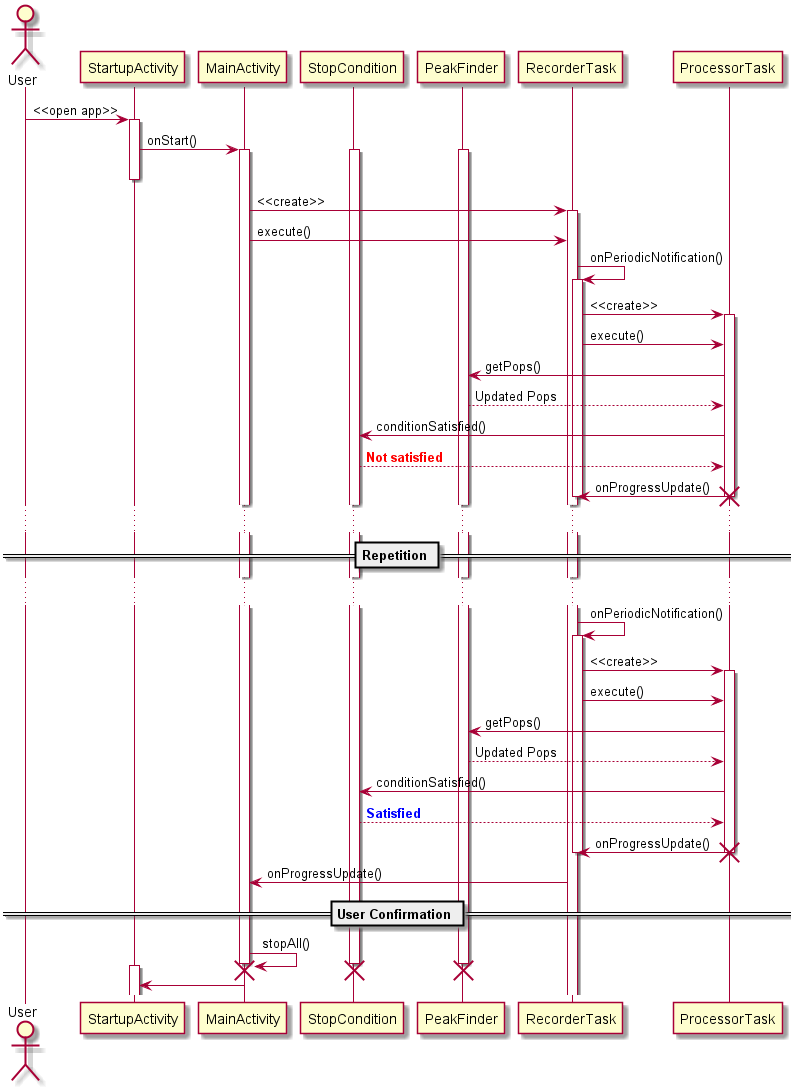 User
StartupActivity
MainActivity
StopCondition
PeakFinder
RecorderTask
ProcessorTask
<<open app>>
onStart()
<<create>>
execute()
onPeriodicNotification()
<<create>>
execute()
getPops()
Updated Pops
conditionSatisfied()
Not satisfied
onProgressUpdate()
Repetition
onPeriodicNotification()
<<create>>
execute()
getPops()
Updated Pops
conditionSatisfied()
Satisfied
onProgressUpdate()
onProgressUpdate()
User Confirmation
stopAll()
User
StartupActivity
MainActivity
StopCondition
PeakFinder
RecorderTask
ProcessorTask